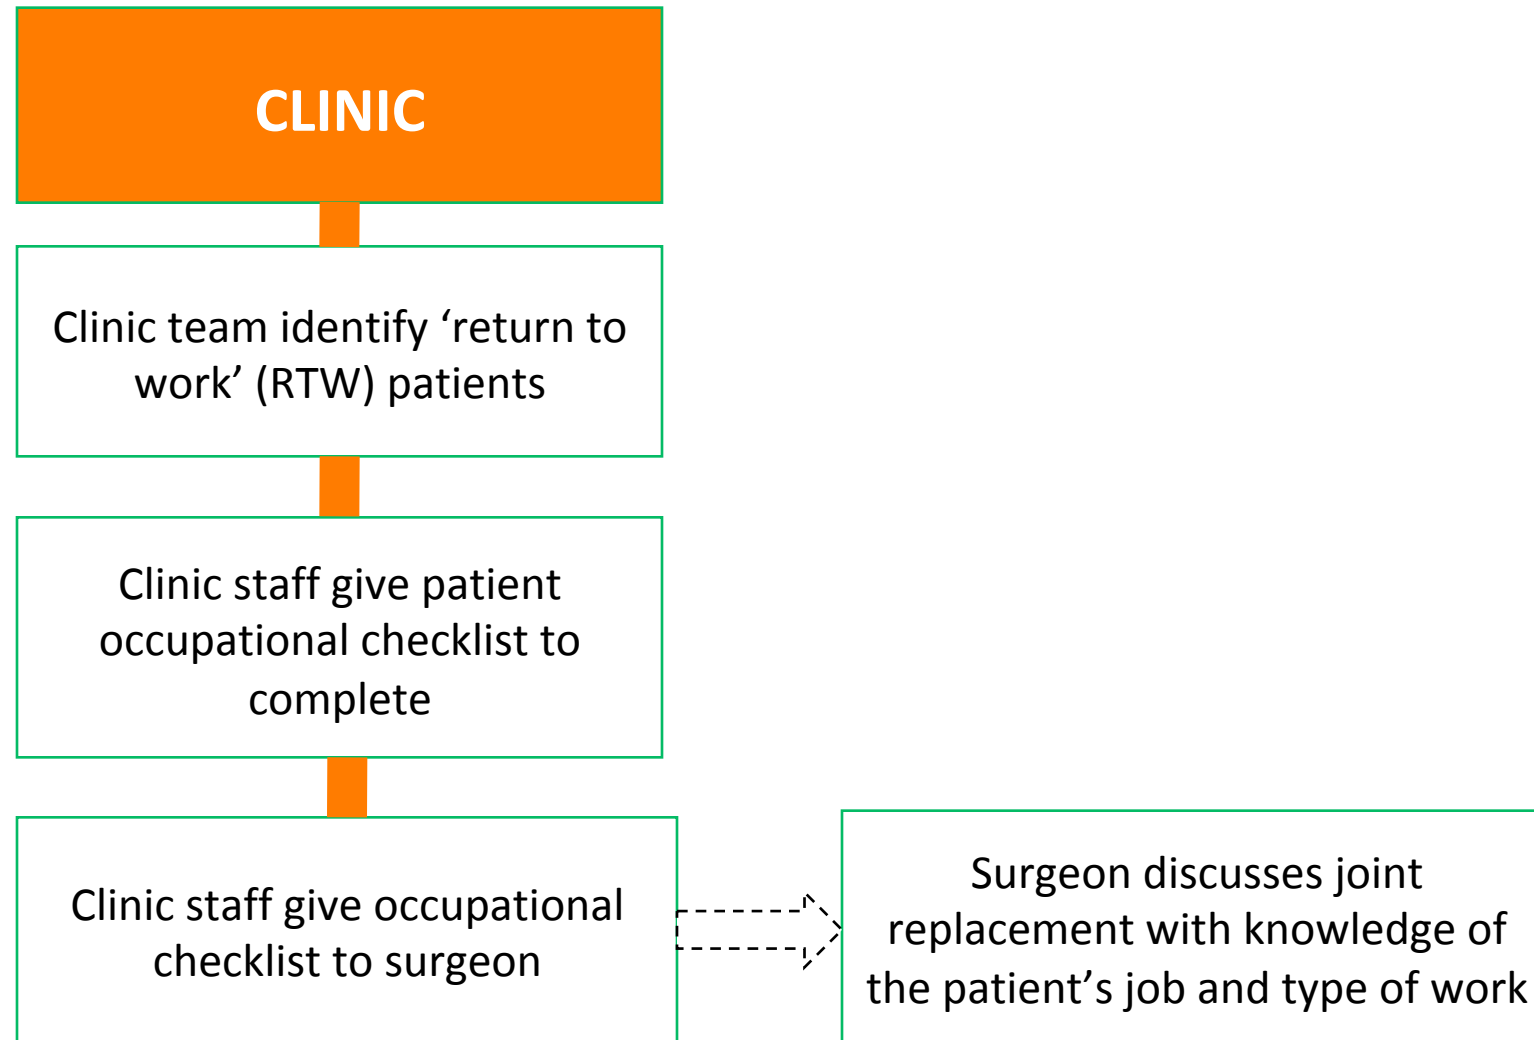 CLINIC
Clinic team identify ‘return to
work’ (RTW) patients
Clinic staff give patient
occupational checklist to
complete
Clinic staff give occupational
checklist to surgeon
Surgeon discusses joint
replacement with knowledge of
the patient’s job and type of work